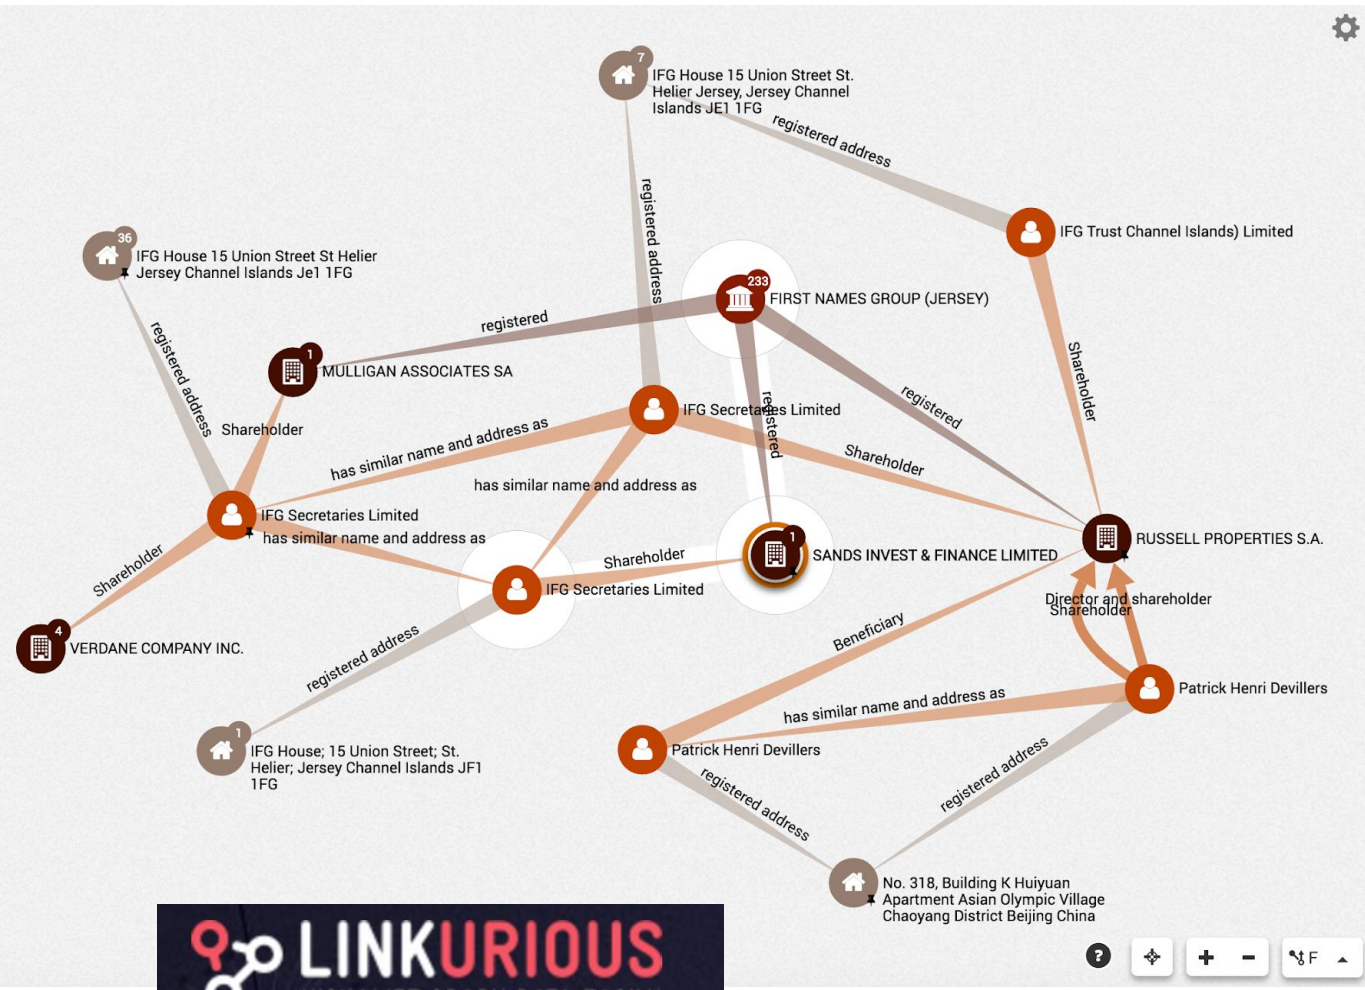 7
IFG House 15 Union Street St.
Helier Jersey, Jersey Channel
Islands JE1 1FG
registered address
36
IFG House 15 Union Street St Helier
Jersey Channel Islands Je1 1FG
registered address
IFG Trust Channel Islands) Limited
233
FIRST NAMES GROUP (JERSEY)
registered
registered address
1
MULLIGAN ASSOCIATES SA
Shareholder
registered
registered
Shareholder
IFG Secretaries Limited
has similar name and address as
Shareholder
has similar name and address as
IFG Secretaries Limited
has similar name and address as
1
SANDS INVEST & FINANCE LIMITED
RUSSELL PROPERTIES S.A.
Shareholder
Shareholder
IFG Secretaries Limited
Director and shareholder
Shareholder
4
VERDANE COMPANY INC.
registered address
Beneficiary
Patrick Henri Devillers
has similar name and address as
1
IFG House; 15 Union Street; St.
Helier; Jersey Channel Islands JF1
1FG
Patrick Henri Devillers
registered address
registered address
No. 318, Building K Huiyuan
Apartment Asian Olympic Village
Chaoyang District Beijing China
LINKURIOUS
?
+
−
F